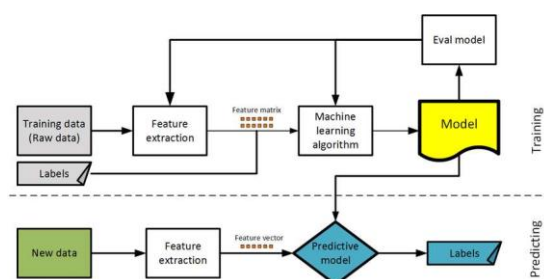 Eval model
Feature matrix
Training data
(Raw data)
Feature
extraction
Machine
learning
algorithm
Model
Labels
Training
New data
Feature
extraction
Feature vector
Predictive
model
Labels
Predicting